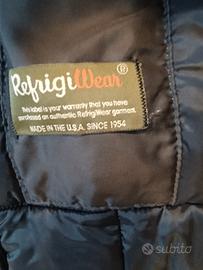 RefrigiWear®
This label is your warranty that you have
purchased an authentic RefrigiWear garment.
MADE IN THE U.S.A. SINCE 1954
subito